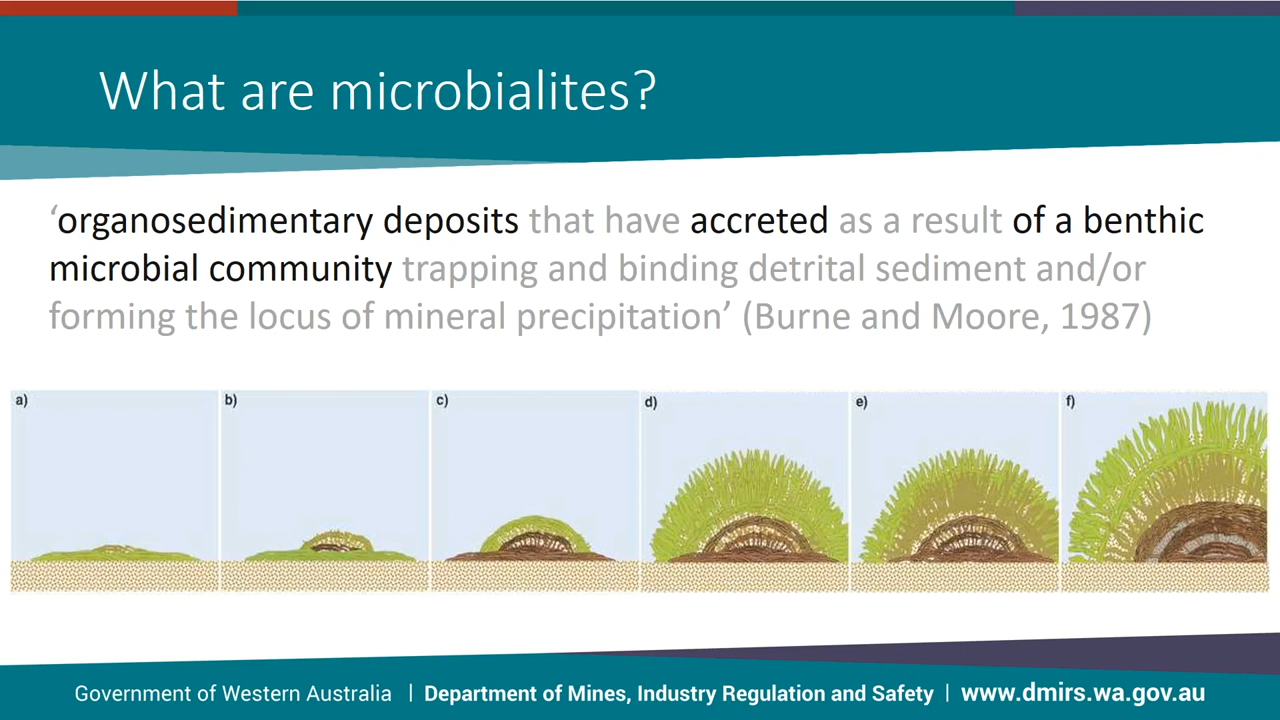 What are microbialites?
‘organosedimentary deposits that have accreted as a result of a benthic
microbial community trapping and binding detrital sediment and/or
forming the locus of mineral precipitation’ (Burne and Moore, 1987)
a) b) c) d) e) f)
Government of Western Australia | Department of Mines, Industry Regulation and Safety | www.dmirs.wa.gov.au